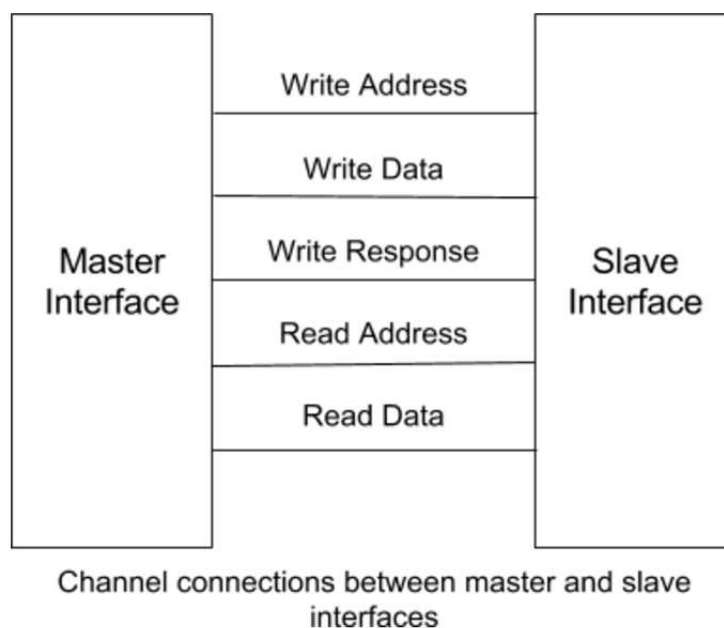 Write Address
Write Data
Master
Interface
Write Response
Slave
Interface
Read Address
Read Data
Channel connections between master and slave
interfaces